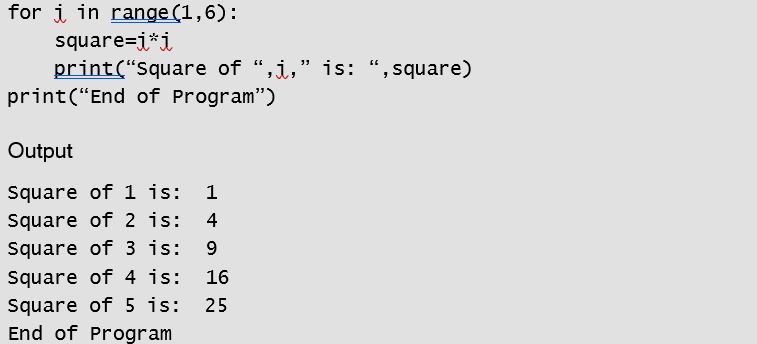 for j in range(1,6):
square=j*j
print(“Square of “,j,” is: “,square)
print(“End of Program”)
Output
Square of 1 is:  1
Square of 2 is:  4
Square of 3 is:  9
Square of 4 is:  16
Square of 5 is:  25
End of Program